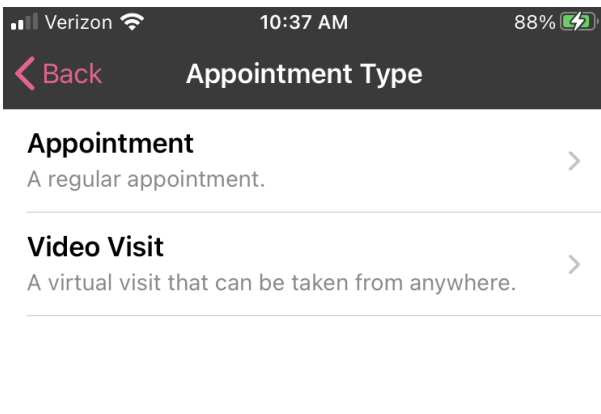 Verizon 10:37 AM 88%
Back Appointment Type
Appointment
A regular appointment.
Video Visit
A virtual visit that can be taken from anywhere.